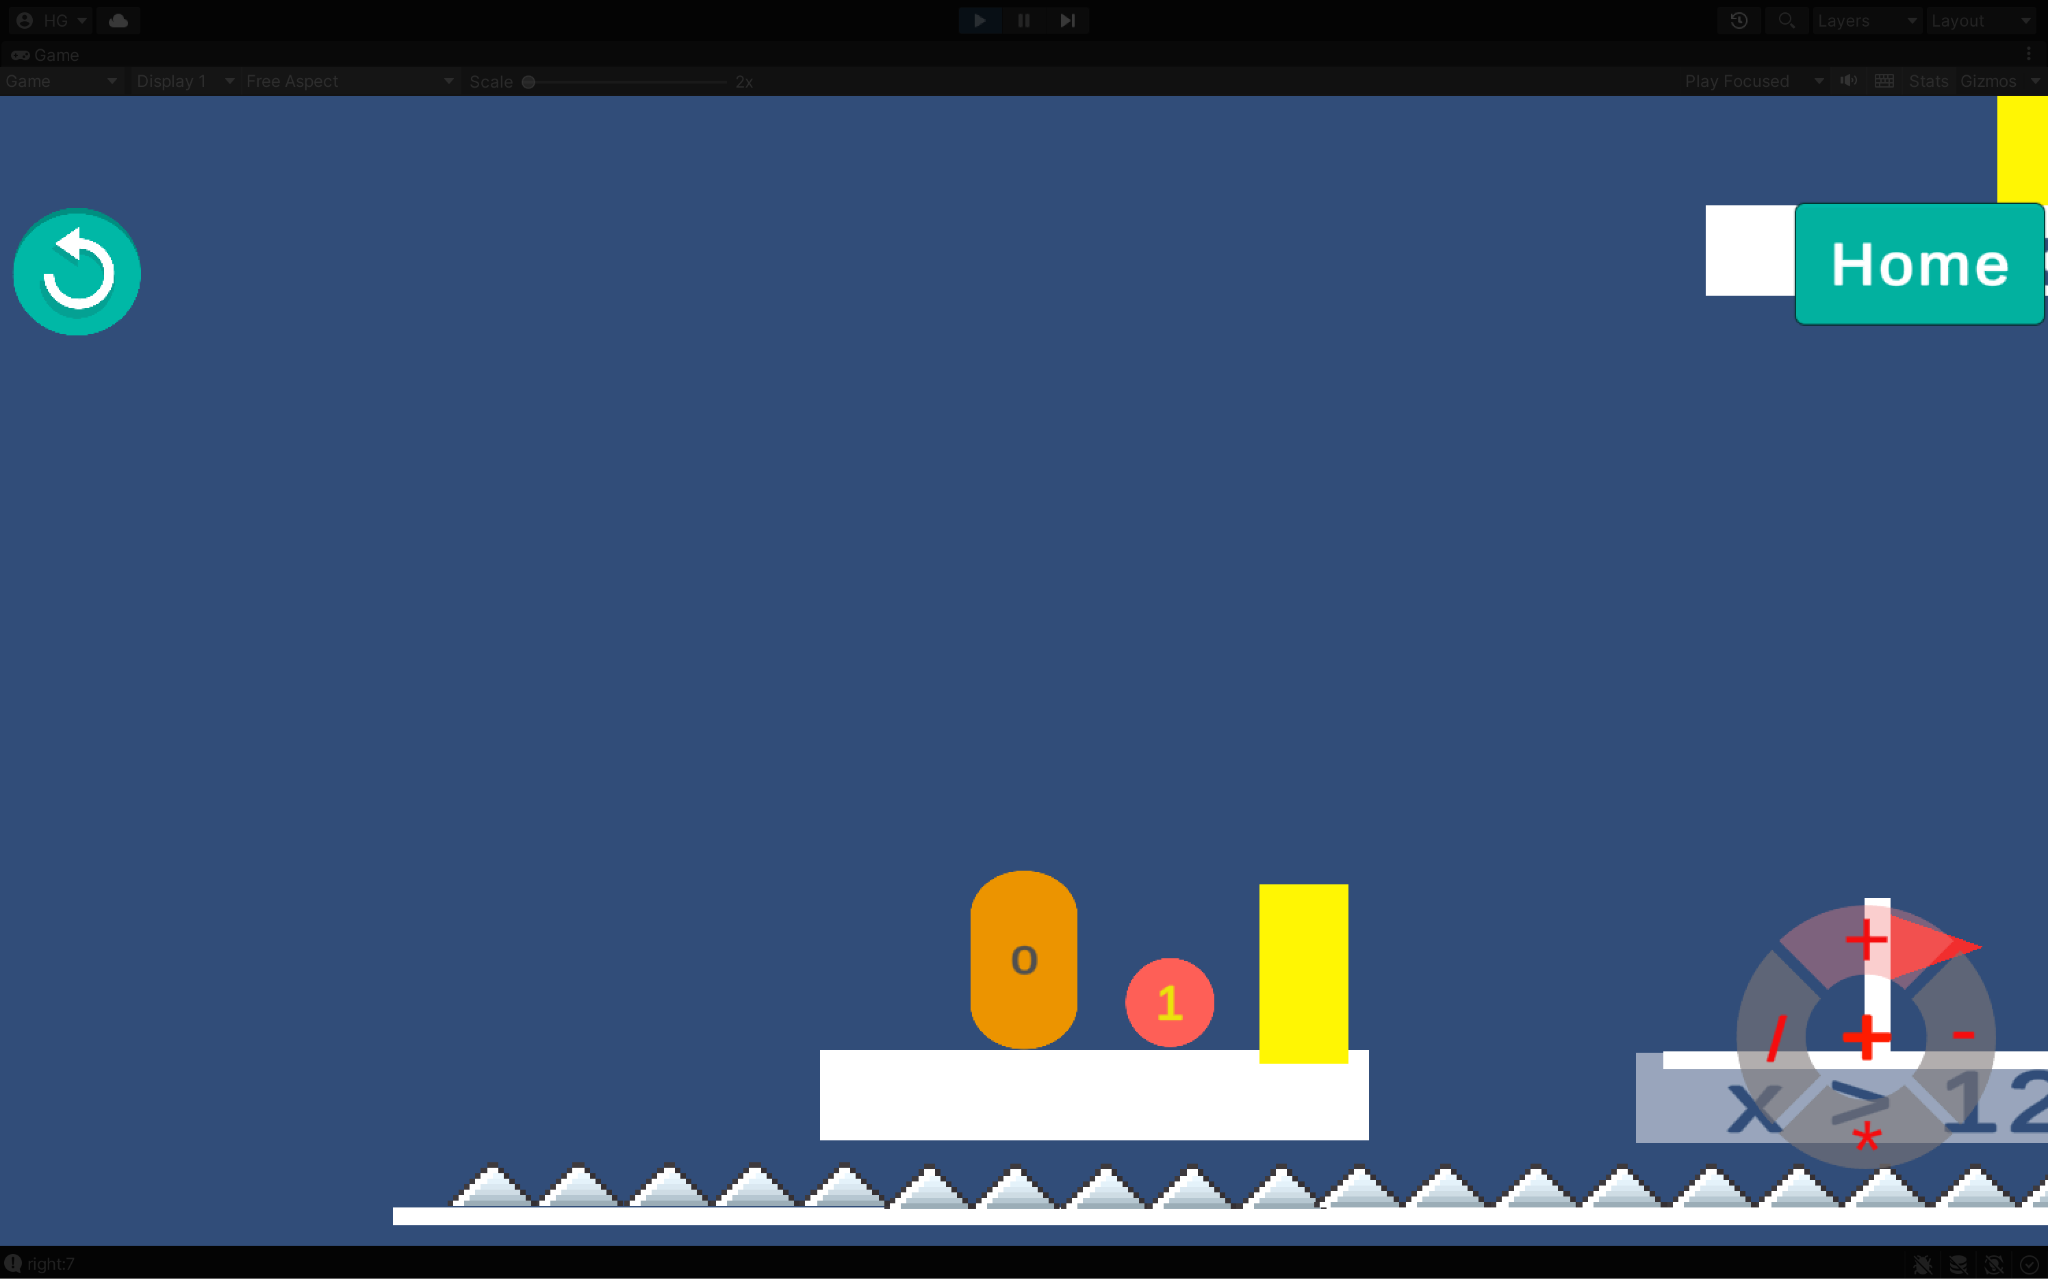 HG Layers Layout
Game
Game Display 1 Free Aspect Scale 2x Play Focused Stats Gizmos
Home
0
1
+
/ + -
x > 12
*
right:7